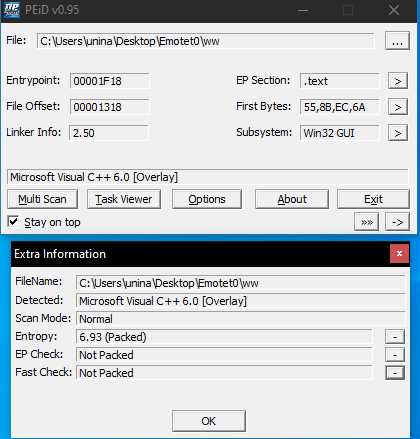 PEiD v0.95
File: C:\Users\unina\Desktop\Emotet0\ww ...
Entrypoint: 00001F18 EP Section: .text >
File Offset: 00001318 First Bytes: 55,8B,EC,6A >
Linker Info: 2.50 Subsystem: Win32 GUI >
Microsoft Visual C++ 6.0 [Overlay]
Multi Scan Task Viewer Options About Exit
Stay on top »» ->
Extra Information x
FileName: C:\Users\unina\Desktop\Emotet0\ww
Detected: Microsoft Visual C++ 6.0 [Overlay]
Scan Mode: Normal
Entropy: 6.93 (Packed) -
EP Check: Not Packed -
Fast Check: Not Packed -
OK